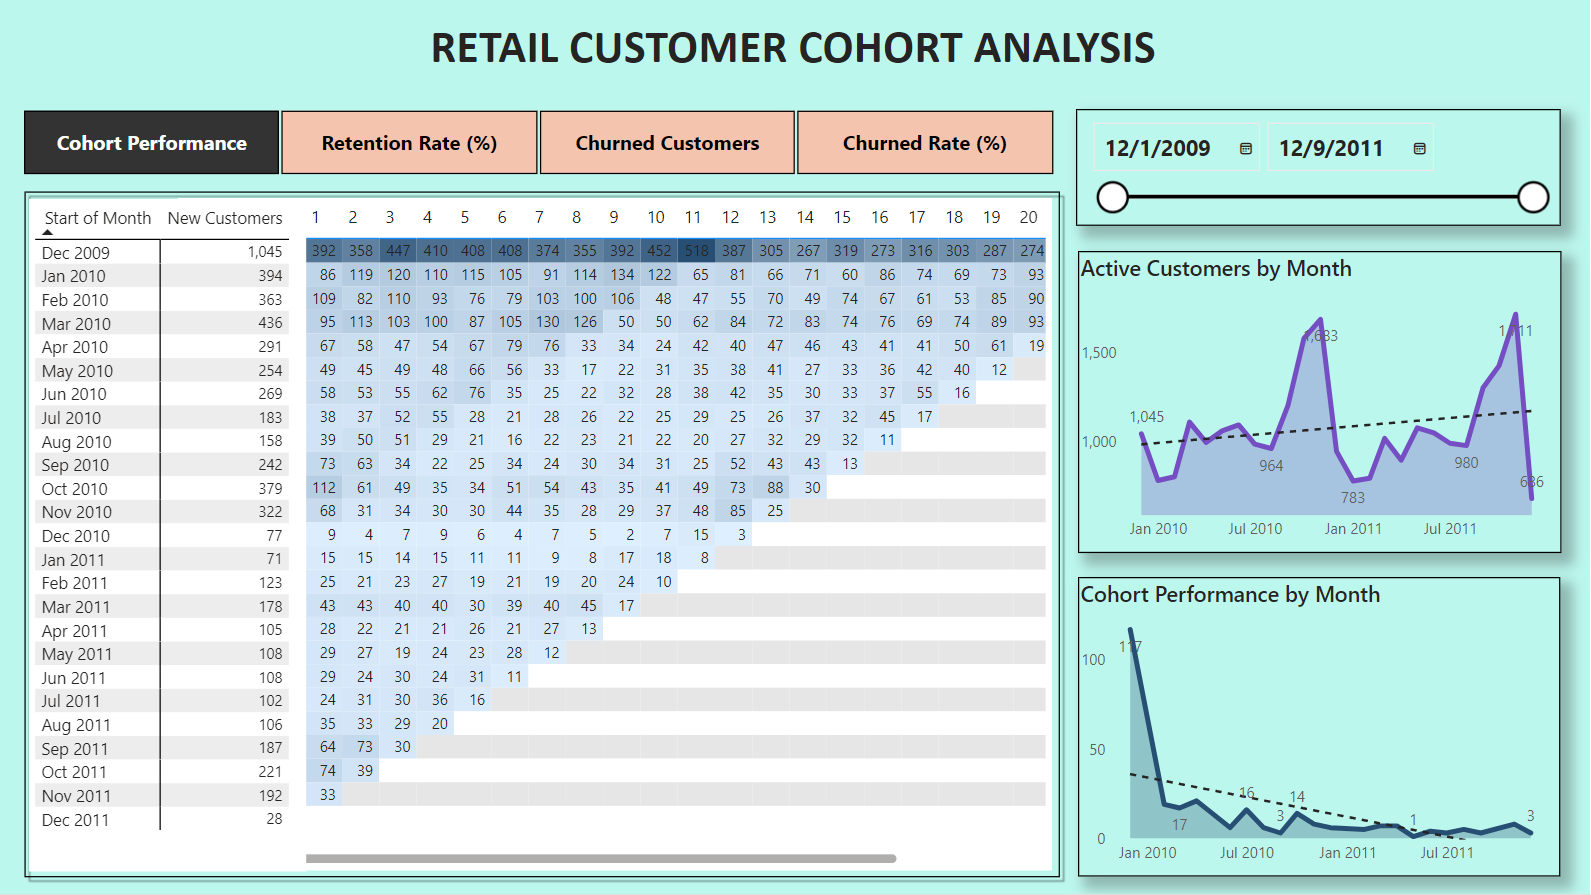 RETAIL CUSTOMER COHORT ANALYSIS
Cohort Performance Retention Rate (%) Churned Customers Churned Rate (%)
12/1/2009 12/9/2011
Start of Month New Customers 1 2 3 4 5 6 7 8 9 10 11 12 13 14 15 16 17 18 19 20
Dec 2009 1,045 392 358 447 410 408 408 374 355 392 452 518 387 305 267 319 273 316 303 287 274
Jan 2010 394 86 119 120 110 115 105 91 114 134 122 65 81 66 71 60 86 74 69 73 93
Feb 2010 363 109 82 110 93 76 79 103 100 106 48 47 55 70 49 74 67 61 53 85 90
Mar 2010 436 95 113 103 100 87 105 130 126 50 50 62 84 72 83 74 76 69 74 89 93
Apr 2010 291 67 58 47 54 67 79 76 33 34 24 42 40 47 46 43 41 41 50 61 19
May 2010 254 49 45 49 48 66 56 33 17 22 31 35 38 41 27 33 36 42 40 12
Jun 2010 269 58 53 55 62 76 35 25 22 32 28 38 42 35 30 33 37 55 16
Jul 2010 183 38 37 52 55 28 21 28 26 22 25 29 25 26 37 32 45 17
Aug 2010 158 39 50 51 29 21 16 22 23 21 22 20 27 32 29 32 11
Sep 2010 242 73 63 34 22 25 34 24 30 34 31 25 52 43 43 13
Oct 2010 379 112 61 49 35 34 51 54 43 35 41 49 73 88 30
Nov 2010 322 68 31 34 30 30 44 35 28 29 37 48 85 25
Dec 2010 77 9 4 7 9 6 4 7 5 2 7 15 3
Jan 2011 71 15 15 14 15 11 11 9 8 17 18 8
Feb 2011 123 25 21 23 27 19 21 19 20 24 10
Mar 2011 178 43 43 40 40 30 39 40 45 17
Apr 2011 105 28 22 21 21 26 21 27 13
May 2011 108 29 27 19 24 23 28 12
Jun 2011 108 29 24 30 24 31 11
Jul 2011 102 24 31 30 36 16
Aug 2011 106 35 33 29 20
Sep 2011 187 64 73 30
Oct 2011 221 74 39
Nov 2011 192 33
Dec 2011 28
Active Customers by Month
1,500
1,000
1,045
964
783
980
Jan 2010 Jul 2010 Jan 2011 Jul 2011
Cohort Performance by Month
100
50
0
117
17
16
3
14
1
3
Jan 2010 Jul 2010 Jan 2011 Jul 2011